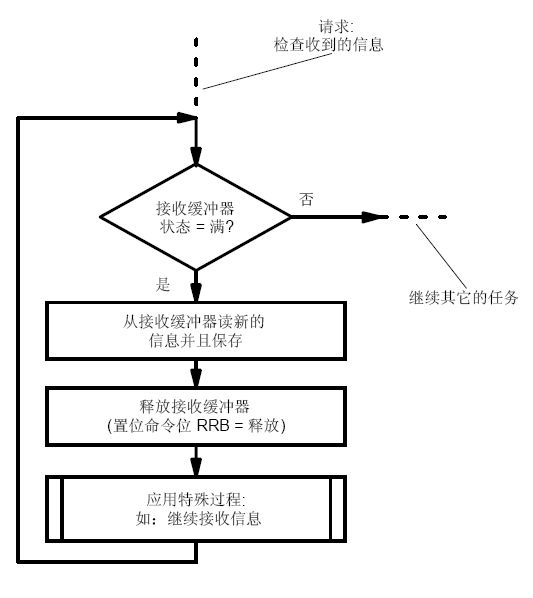 请求:
检查收到的信息
接收缓冲器
状态 = 满?
否
继续其它的任务
是
从接收缓冲器读新的
信息并且保存
释放接收缓冲器
(置位命令位 RRB = 释放)
应用特殊过程:
如：继续接收信息